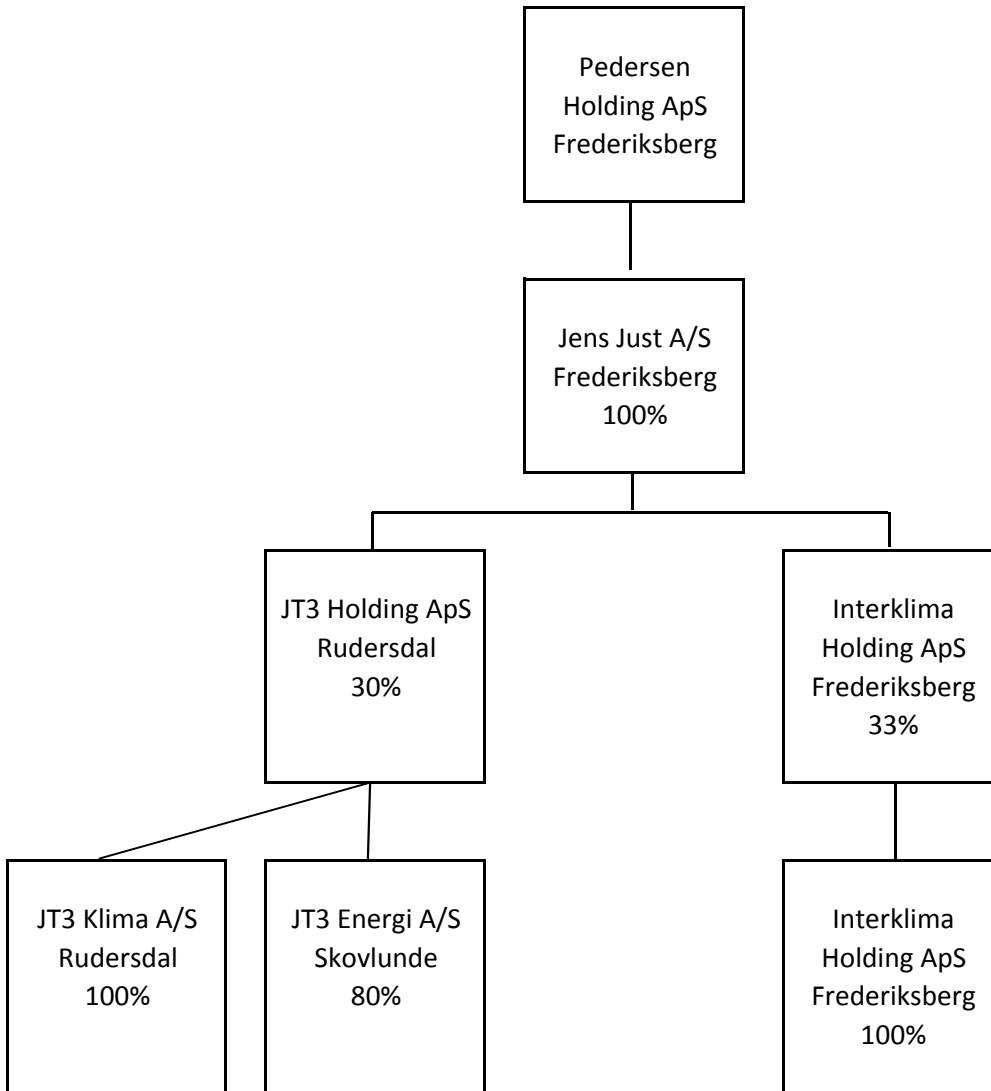 Pedersen
Holding ApS
Frederiksberg
Jens Just A/S
Frederiksberg
100%
JT3 Holding ApS
Rudersdal
30%
Interklima
Holding ApS
Frederiksberg
33%
JT3 Klima A/S
Rudersdal
100%
JT3 Energi A/S
Skovlunde
80%
Interklima
Holding ApS
Frederiksberg
100%